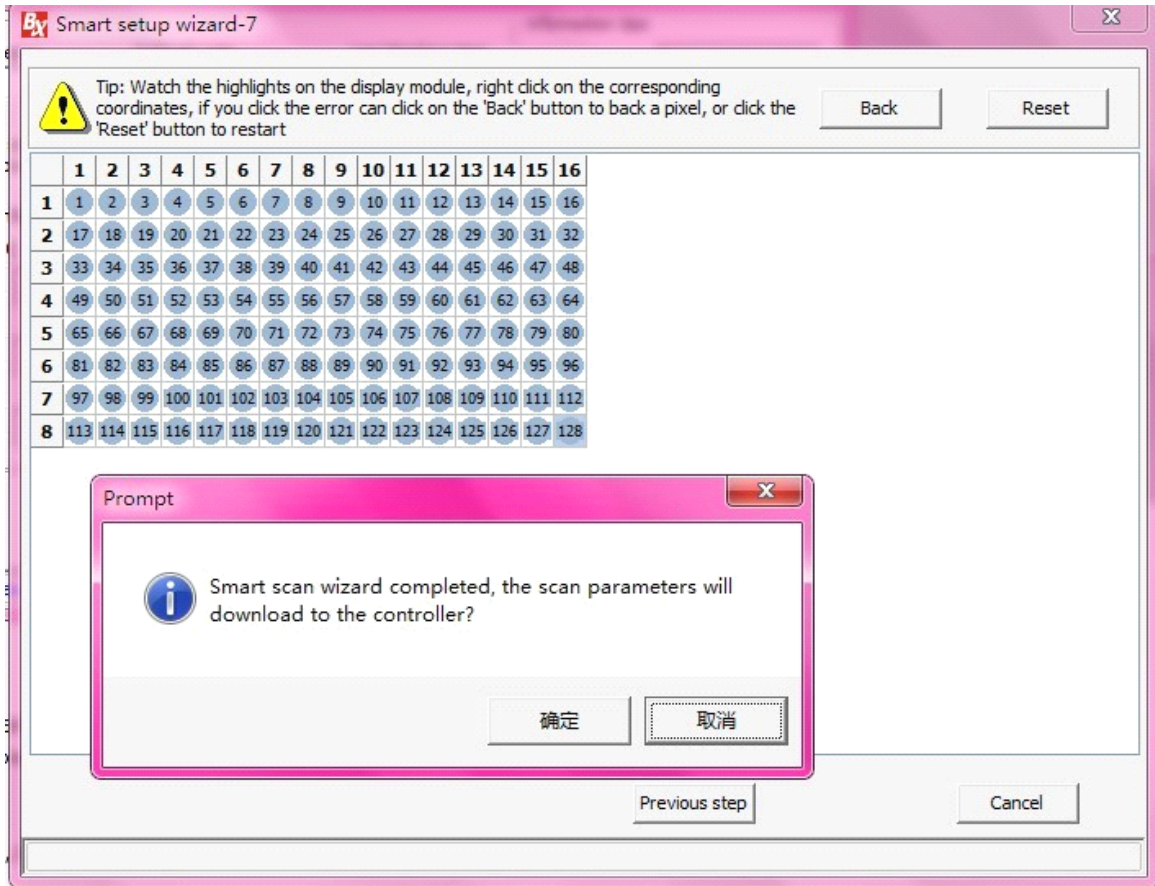 BX Smart setup wizard-7
Tip: Watch the highlights on the display module, right click on the corresponding
coordinates, if you click the error can click on the 'Back' button to back a pixel, or click the
'Reset' button to restart
Back
Reset
1 2 3 4 5 6 7 8 9 10 11 12 13 14 15 16
1 1 2 3 4 5 6 7 8 9 10 11 12 13 14 15 16
2 17 18 19 20 21 22 23 24 25 26 27 28 29 30 31 32
3 33 34 35 36 37 38 39 40 41 42 43 44 45 46 47 48
4 49 50 51 52 53 54 55 56 57 58 59 60 61 62 63 64
5 65 66 67 68 69 70 71 72 73 74 75 76 77 78 79 80
6 81 82 83 84 85 86 87 88 89 90 91 92 93 94 95 96
7 97 98 99 100 101 102 103 104 105 106 107 108 109 110 111 112
8 113 114 115 116 117 118 119 120 121 122 123 124 125 126 127 128
Prompt
Smart scan wizard completed, the scan parameters will
download to the controller?
确定
取消
Previous step
Cancel